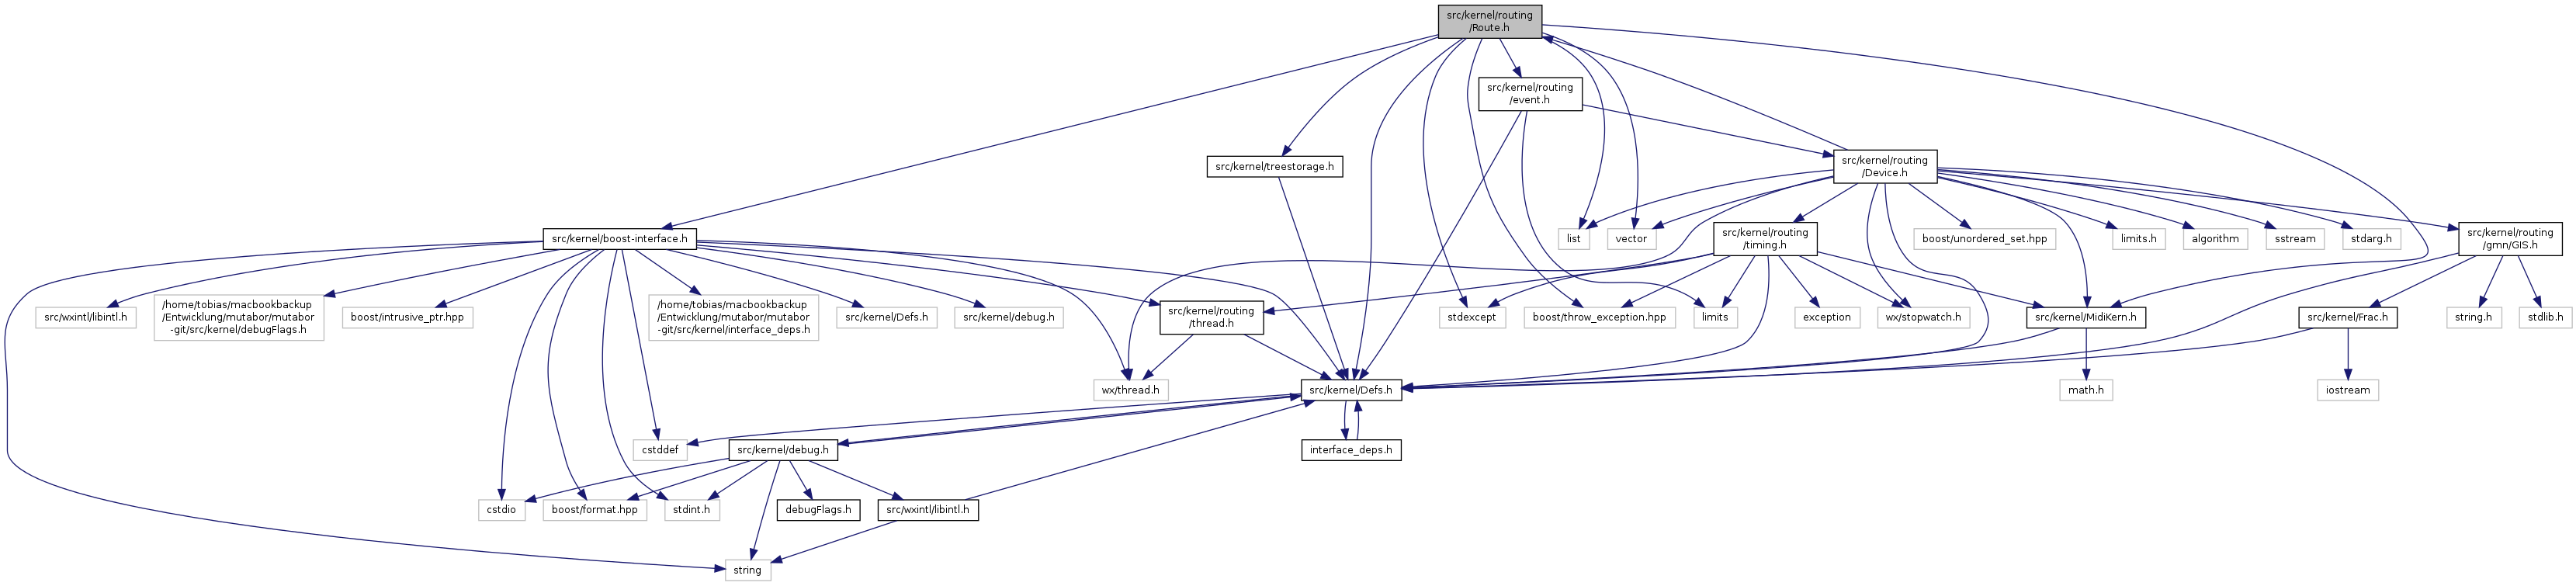 src/kernel/routing
/Route.h
src/kernel/routing
/event.h
src/kernel/treestorage.h
src/kernel/routing
/Device.h
src/kernel/boost-interface.h
list
vector
src/kernel/routing
/timing.h
boost/unordered_set.hpp
limits.h
algorithm
sstream
stdarg.h
src/kernel/routing
/gmn/GIS.h
src/wxintl/libintl.h
/home/tobias/macbookbackup
/Entwicklung/mutabor/mutabor
-git/src/kernel/debugFlags.h
boost/intrusive_ptr.hpp
/home/tobias/macbookbackup
/Entwicklung/mutabor/mutabor
-git/src/kernel/interface_deps.h
src/kernel/Defs.h
src/kernel/debug.h
src/kernel/routing
/thread.h
stdexcept
boost/throw_exception.hpp
limits
exception
wx/stopwatch.h
src/kernel/MidiKern.h
src/kernel/Frac.h
string.h
stdlib.h
wx/thread.h
src/kernel/Defs.h
math.h
iostream
cstddef
src/kernel/debug.h
interface_deps.h
cstdio
boost/format.hpp
stdint.h
debugFlags.h
src/wxintl/libintl.h
string